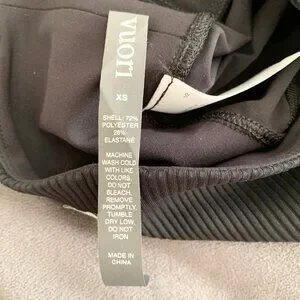 vuori
XS
SHELL: 72%
POLYESTER
28%
ELASTANE
MACHINE
WASH COLD
WITH LIKE
COLORS,
DO NOT
BLEACH.
REMOVE
PROMPTLY,
TUMBLE
DRY LOW,
DO NOT
IRON
MADE IN
CHINA